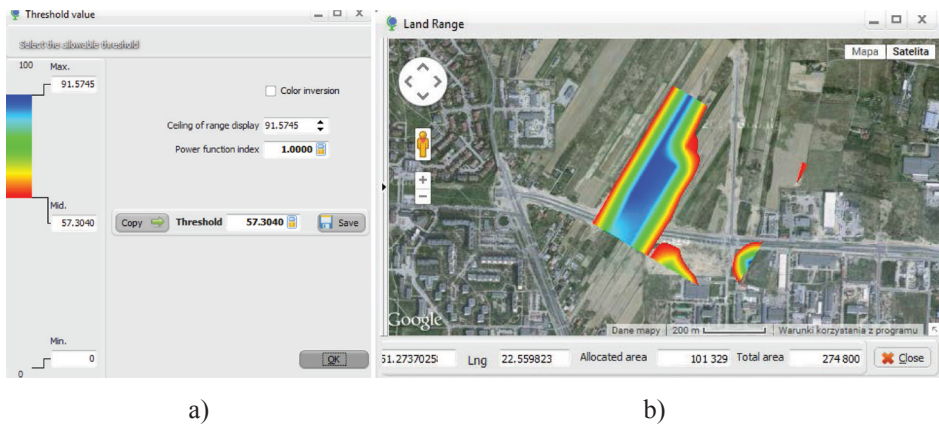 Threshold value
Select the allowable threshold
100 Max.
91.5745
Color inversion
Ceiling of range display 91.5745
Power function index 1.0000
Mid.
57.3040
Copy Threshold 57.3040 Save
Min.
0
0
OK
a)
Land Range
Mapa Satelita
Google
Dane mapy 200 m Warunki korzystania z programu
51.27370258 Lng 22.559823 Allocated area 101 329 Total area 274 800 Close
b)